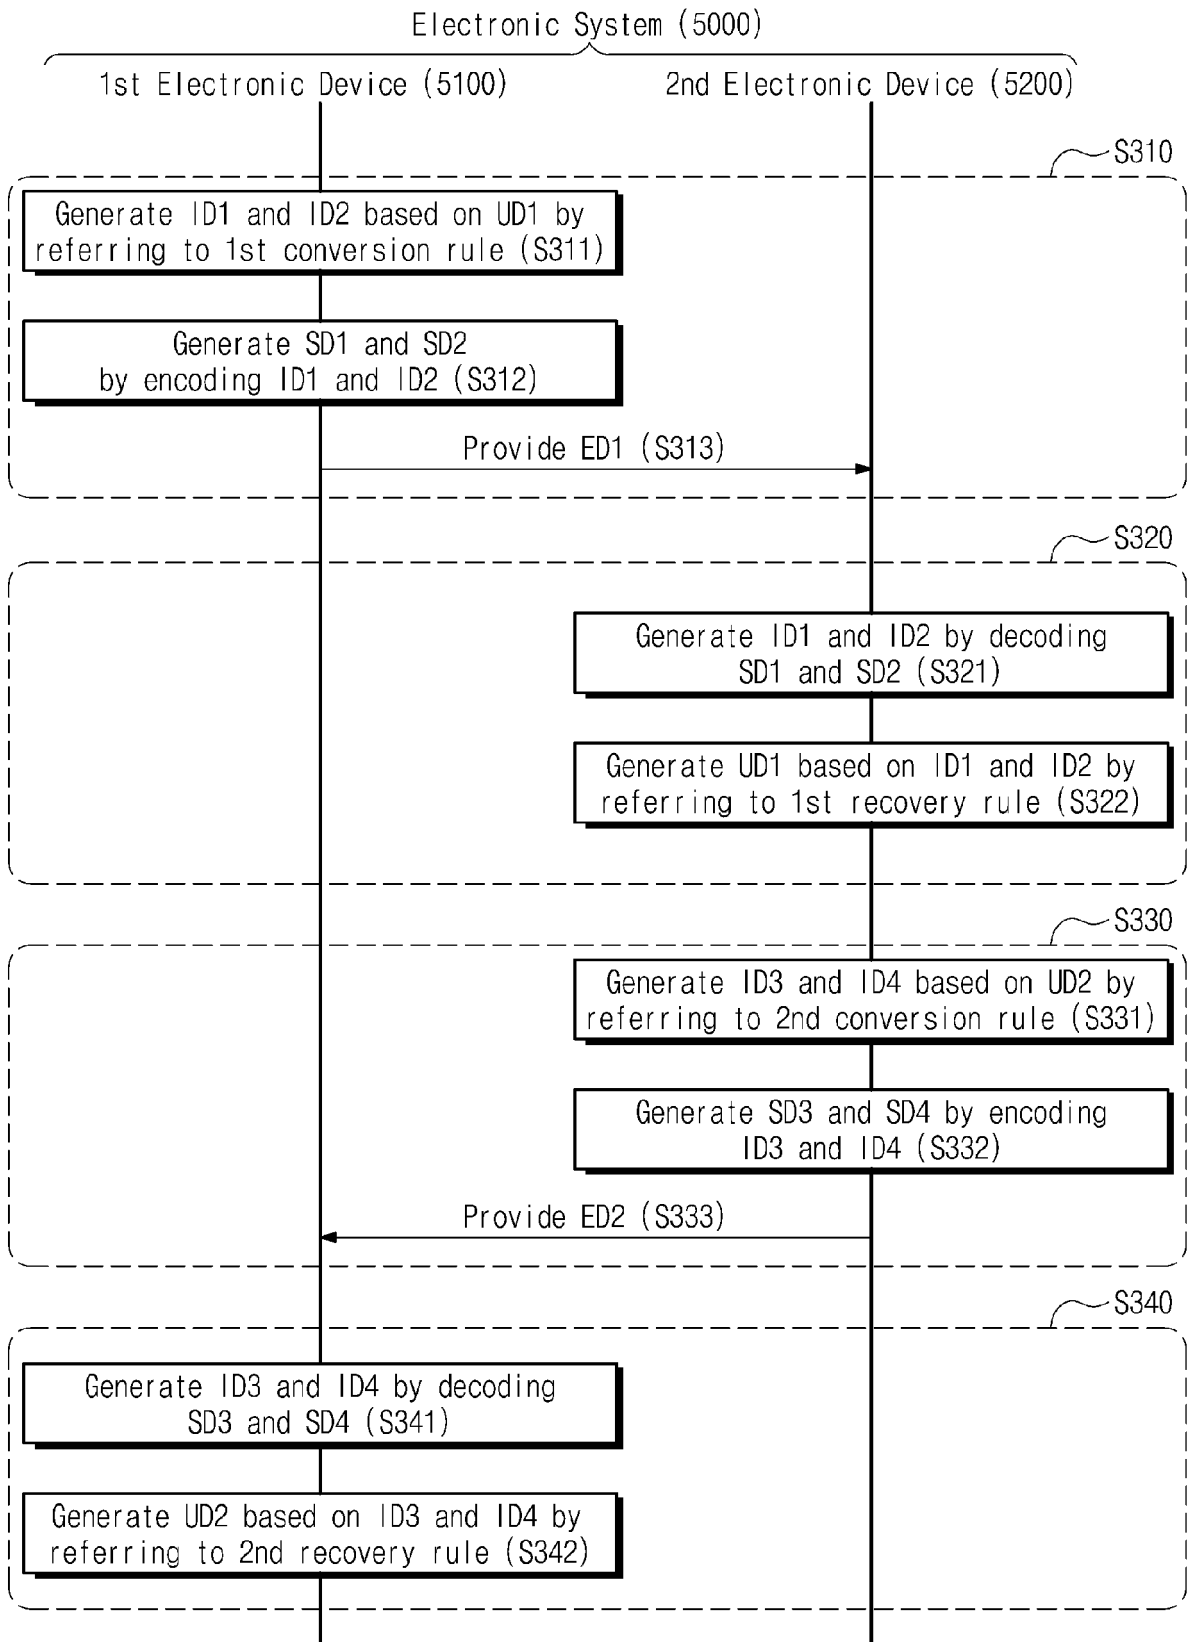 Electronic System (5000)
1st Electronic Device (5100)
2nd Electronic Device (5200)
S310
Generate ID1 and ID2 based on UD1 by
referring to 1st conversion rule (S311)
Generate SD1 and SD2
by encoding ID1 and ID2 (S312)
Provide ED1 (S313)
S320
Generate ID1 and ID2 by decoding
SD1 and SD2 (S321)
Generate UD1 based on ID1 and ID2 by
referring to 1st recovery rule (S322)
S330
Generate ID3 and ID4 based on UD2 by
referring to 2nd conversion rule (S331)
Generate SD3 and SD4 by encoding
ID3 and ID4 (S332)
Provide ED2 (S333)
S340
Generate ID3 and ID4 by decoding
SD3 and SD4 (S341)
Generate UD2 based on ID3 and ID4 by
referring to 2nd recovery rule (S342)